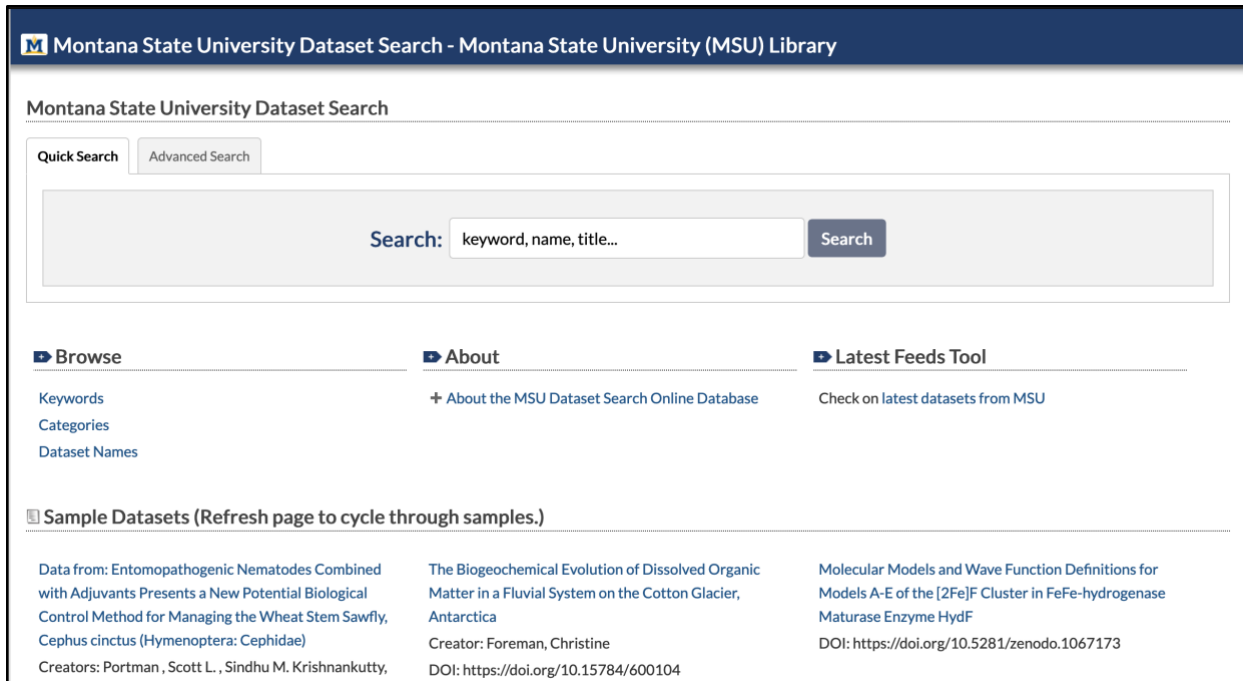 M Montana State University Dataset Search - Montana State University (MSU) Library
Montana State University Dataset Search
Quick Search
Advanced Search
Search: keyword, name, title... Search
Browse
Keywords
Categories
Dataset Names
About
+ About the MSU Dataset Search Online Database
Latest Feeds Tool
Check on latest datasets from MSU
Sample Datasets (Refresh page to cycle through samples.)
Data from: Entomopathogenic Nematodes Combined
with Adjuvants Presents a New Potential Biological
Control Method for Managing the Wheat Stem Sawfly,
Cephus cinctus (Hymenoptera: Cephidae)
Creators: Portman , Scott L. , Sindhu M. Krishnankutty,
The Biogeochemical Evolution of Dissolved Organic
Matter in a Fluvial System on the Cotton Glacier,
Antarctica
Creator: Foreman, Christine
DOI: https://doi.org/10.15784/600104
Molecular Models and Wave Function Definitions for
Models A-E of the [2Fe]F Cluster in FeFe-hydrogenase
Maturase Enzyme HydF
DOI: https://doi.org/10.5281/zenodo.1067173